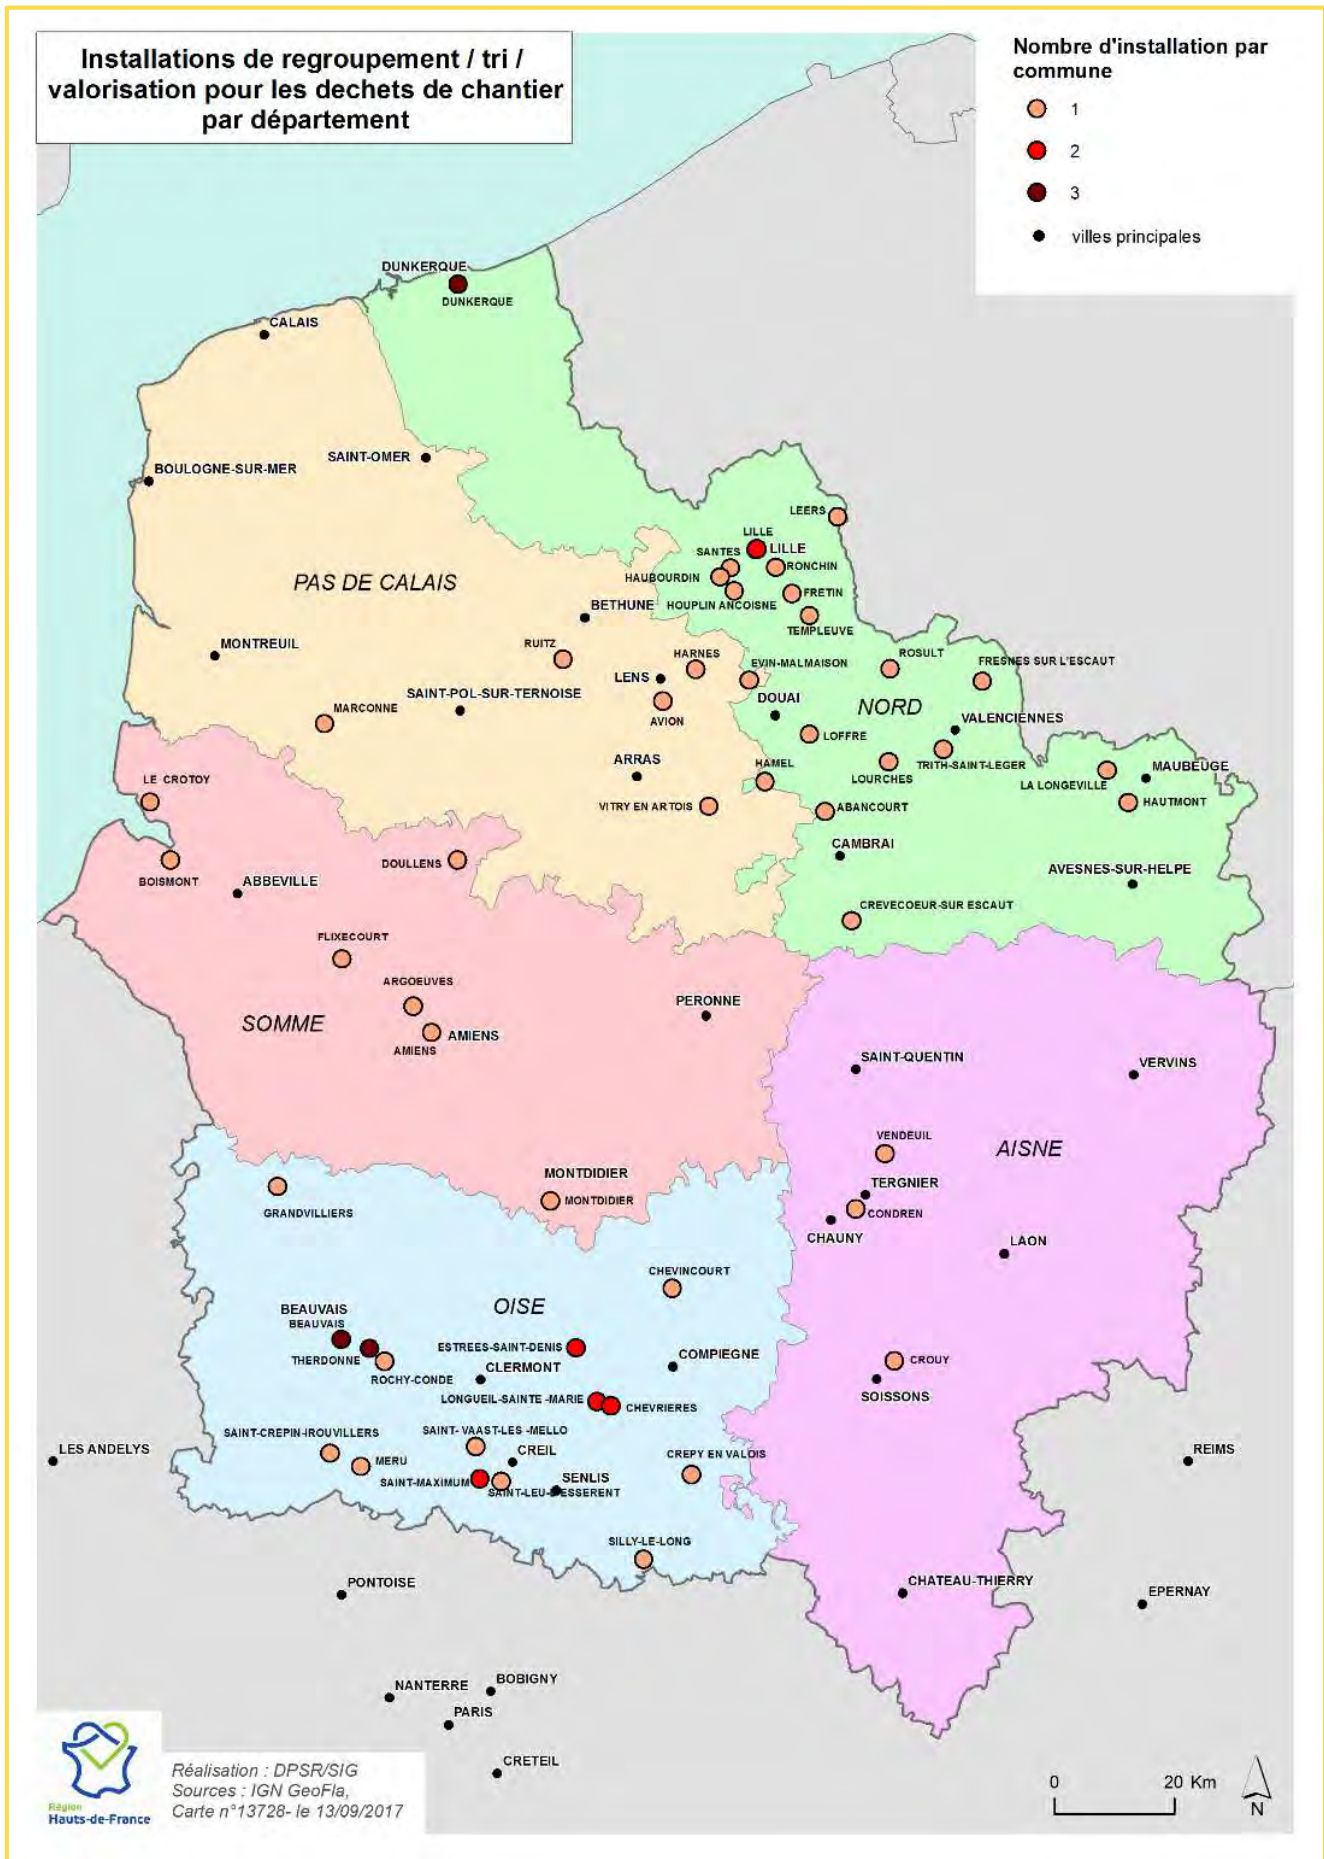 Installations de regroupement / tri /
valorisation pour les dechets de chantier
par département
Nombre d'installation par
commune
1
2
3
villes principales
DUNKERQUE
DUNKERQUE
CALAIS
SAINT-OMER
BOULOGNE-SUR-MER
LEERS
LILLE
LILLE
SANTES
RONCHIN
HAUBOURDIN
FRETIN
HOUPLIN ANCOISNE
TEMPLEUVE
PAS DE CALAIS
BETHUNE
MONTREUIL
RUITZ
HARNES
EVIN-MALMAISON
ROSULT
FRESNES SUR L'ESCAUT
LENS
SAINT-POL-SUR-TERNOISE
DOUAI
NORD
MARCONNE
AVION
LOFFRE
VALENCIENNES
ARRAS
HAMEL
LOURCHES
TRITH-SAINT-LEGER
MAUBEUGE
LA LONGEVILLE
LE CROTOY
VITRY EN ARTOIS
ABANCOURT
HAUTMONT
CAMBRAI
DOULLENS
BOISMONT
ABBEVILLE
AVESNES-SUR-HELPE
CREVECOEUR-SUR ESCAUT
FLIXECOURT
ARGOEUVES
PERONNE
SOMME
AMIENS
AMIENS
SAINT-QUENTIN
VERVINS
VENDEUIL
AISNE
MONTDIDIER
MONTDIDIER
TERGNIER
CONDREN
GRANDVILLIERS
CHAUNY
LAON
CHEVINCOURT
OISE
BEAUVAIS
BEAUVAIS
ESTREES-SAINT-DENIS
COMPIEGNE
THERDONNE
CLERMONT
CROUY
ROCHY-CONDE
SOISSONS
LONGUEIL-SAINTE -MARIE
CHEVRIERES
SAINT-CREPIN-IROUVILLERS
SAINT- VAAST-LES -MELLO
LES ANDELYS
CREIL
CREPY EN VALOIS
REIMS
MERU
SAINT-MAXIMUM
SENLIS
SAINT-LEU-D'ESSERENT
SILLY-LE-LONG
PONTOISE
CHATEAU-THIERRY
EPERNAY
NANTERRE
BOBIGNY
PARIS
CRETEIL
Région
Hauts-de-France
Réalisation : DPSR/SIG
Sources : IGN GeoFla,
Carte n°13728- le 13/09/2017
0 20 Km
N